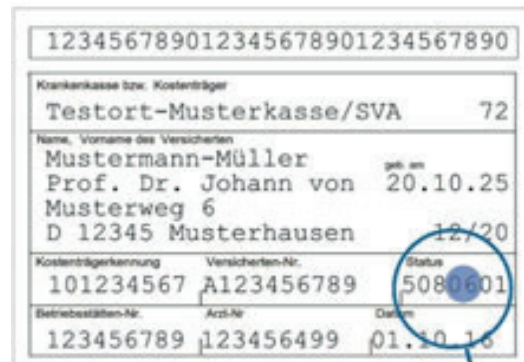 123456789012345678901234567890
Krankenkasse bzw. Kostenträger
Testort-Musterkasse/SVA 72
Name, Vorname des Versicherten
Mustermann-Müller geb. am
Prof. Dr. Johann von 20.10.25
Musterweg 6
D 12345 Musterhausen 12/20
Kostenträgerkennung Versicherten-Nr. Status
101234567 A123456789 5080601
Betriebsstätten-Nr. Arzt-Nr Datum
123456789 123456499 01.10.16